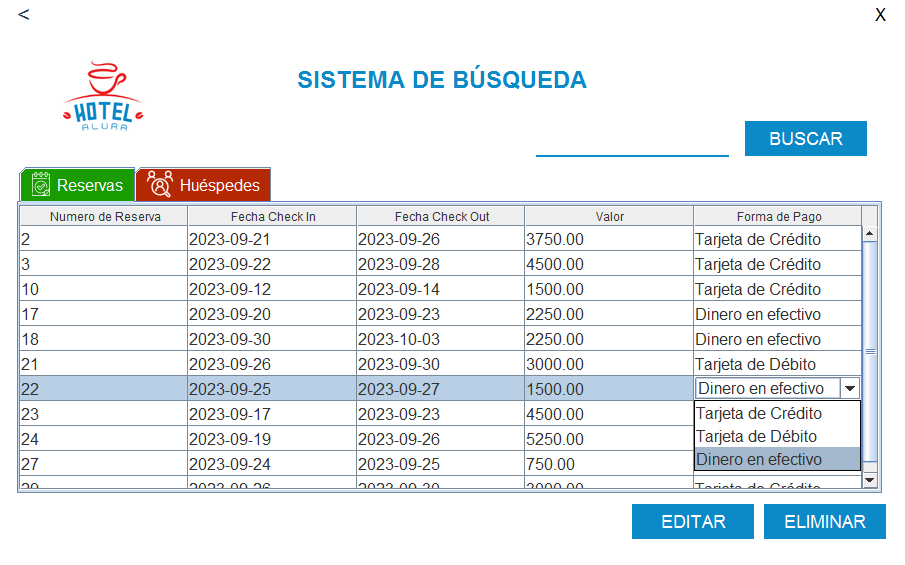 <
X
HOTEL
ALURA
SISTEMA DE BÚSQUEDA
BUSCAR
Reservas Huéspedes
Numero de Reserva Fecha Check In Fecha Check Out Valor Forma de Pago
2 2023-09-21 2023-09-26 3750.00 Tarjeta de Crédito
3 2023-09-22 2023-09-28 4500.00 Tarjeta de Crédito
10 2023-09-12 2023-09-14 1500.00 Tarjeta de Crédito
17 2023-09-20 2023-09-23 2250.00 Dinero en efectivo
18 2023-09-30 2023-10-03 2250.00 Dinero en efectivo
21 2023-09-26 2023-09-30 3000.00 Tarjeta de Débito
22 2023-09-25 2023-09-27 1500.00 Dinero en efectivo
23 2023-09-17 2023-09-23 4500.00 Tarjeta de Crédito
24 2023-09-19 2023-09-26 5250.00 Tarjeta de Débito
27 2023-09-24 2023-09-25 750.00 Dinero en efectivo
EDITAR ELIMINAR